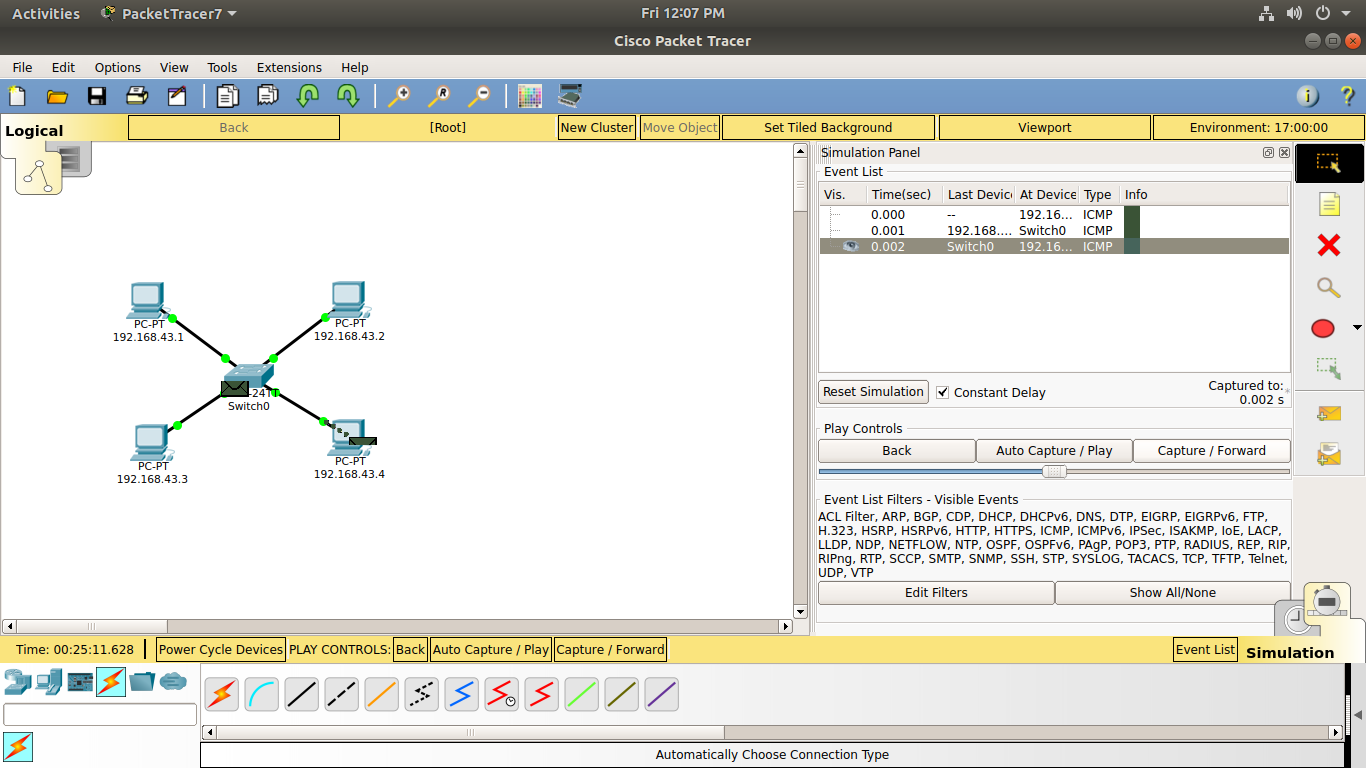 Activities PacketTracer7 Fri 12:07 PM
Cisco Packet Tracer
File Edit Options View Tools Extensions Help
Logical Back [Root] New Cluster Move Object Set Tiled Background Viewport Environment: 17:00:00
Simulation Panel
Event List
Vis. Time(sec) Last Devic At Device Type Info
0.000 -- 192.16... ICMP
0.001 192.168.... Switch0 ICMP
0.002 Switch0 192.16... ICMP
PC-PT
192.168.43.1
PC-PT
192.168.43.2
-24T
Switch0
PC-PT
192.168.43.3
PC-PT
192.168.43.4
Reset Simulation Constant Delay Captured to:
0.002 s
Play Controls
Back Auto Capture / Play Capture / Forward
Event List Filters - Visible Events
ACL Filter, ARP, BGP, CDP, DHCP, DHCPv6, DNS, DTP, EIGRP, EIGRPv6, FTP,
H.323, HSRP, HSRPv6, HTTP, HTTPS, ICMP, ICMPv6, IPSec, ISAKMP, IoE, LACP,
LLDP, NDP, NETFLOW, NTP, OSPF, OSPFv6, PAgP, POP3, PTP, RADIUS, REP, RIP,
RIPng, RTP, SCCP, SMTP, SNMP, SSH, STP, SYSLOG, TACACS, TCP, TFTP, Telnet,
UDP, VTP
Edit Filters Show All/None
Time: 00:25:11.628 Power Cycle Devices PLAY CONTROLS: Back Auto Capture / Play Capture / Forward Event List Simulation
Automatically Choose Connection Type